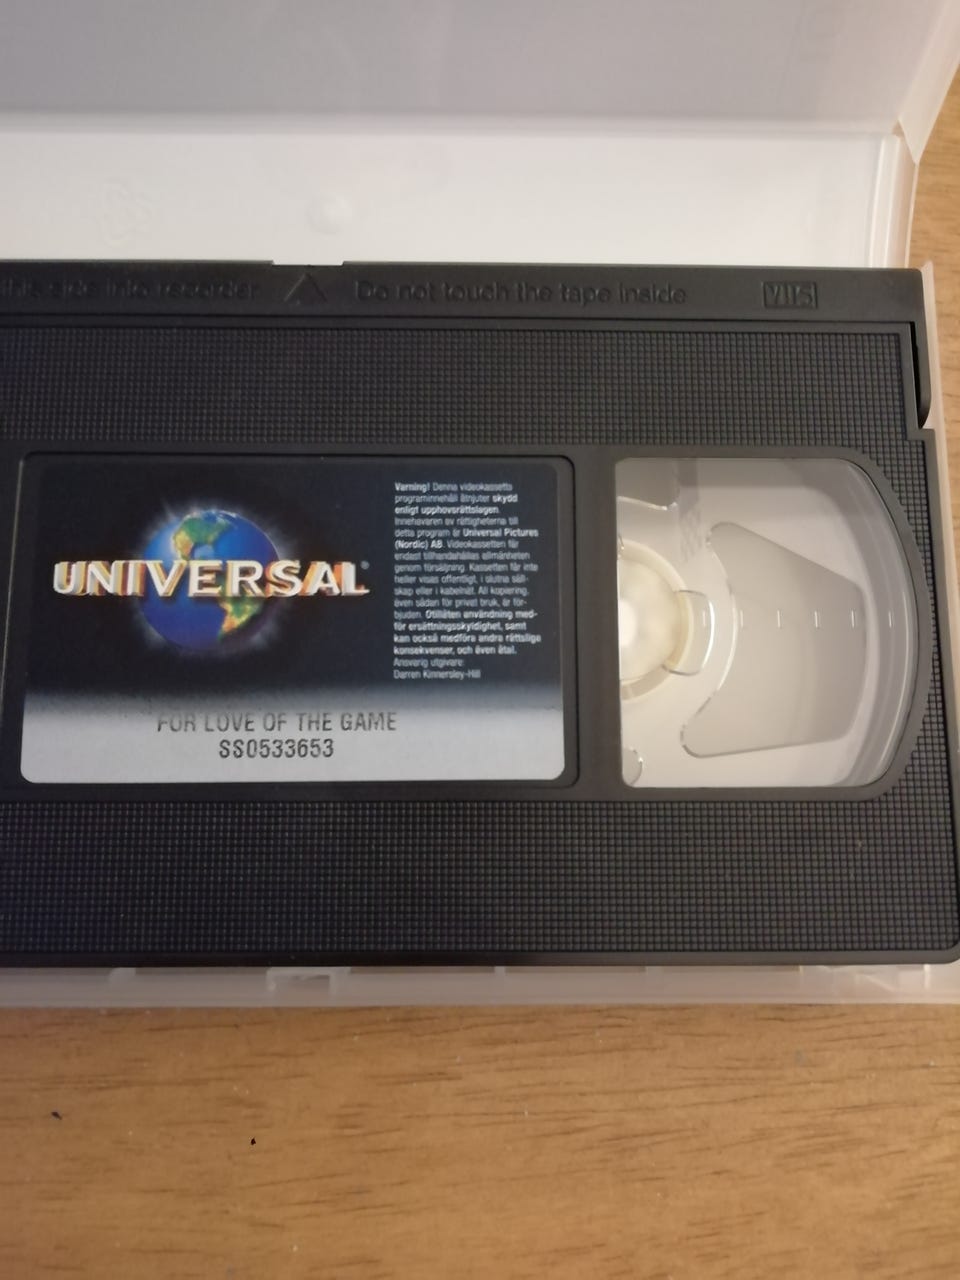 this side into recorder Do not touch the tape inside VHS
UNIVERSAL®
Varning! Denna videokassetts
programinnehåll åtnjuter skydd
enligt upphovsrättslagen.
Innehavaren av rättigheterna till
detta program är Universal Pictures
(Nordic) AB. Videokassetten får
endast tillhandahållas allmänheten
genom försäljning. Kassetten får inte
heller visas offentligt, i slutna säll-
skap eller i kabelnät. All kopiering,
även sådan för privat bruk, är för-
bjuden. Otillåten användning med-
för ersättningsskyldighet, samt
kan också medföra andra rättsliga
konsekvenser, och även åtal.
Ansvarig utgivare:
Darren Kinnersley-Hill
FOR LOVE OF THE GAME
SS0533653